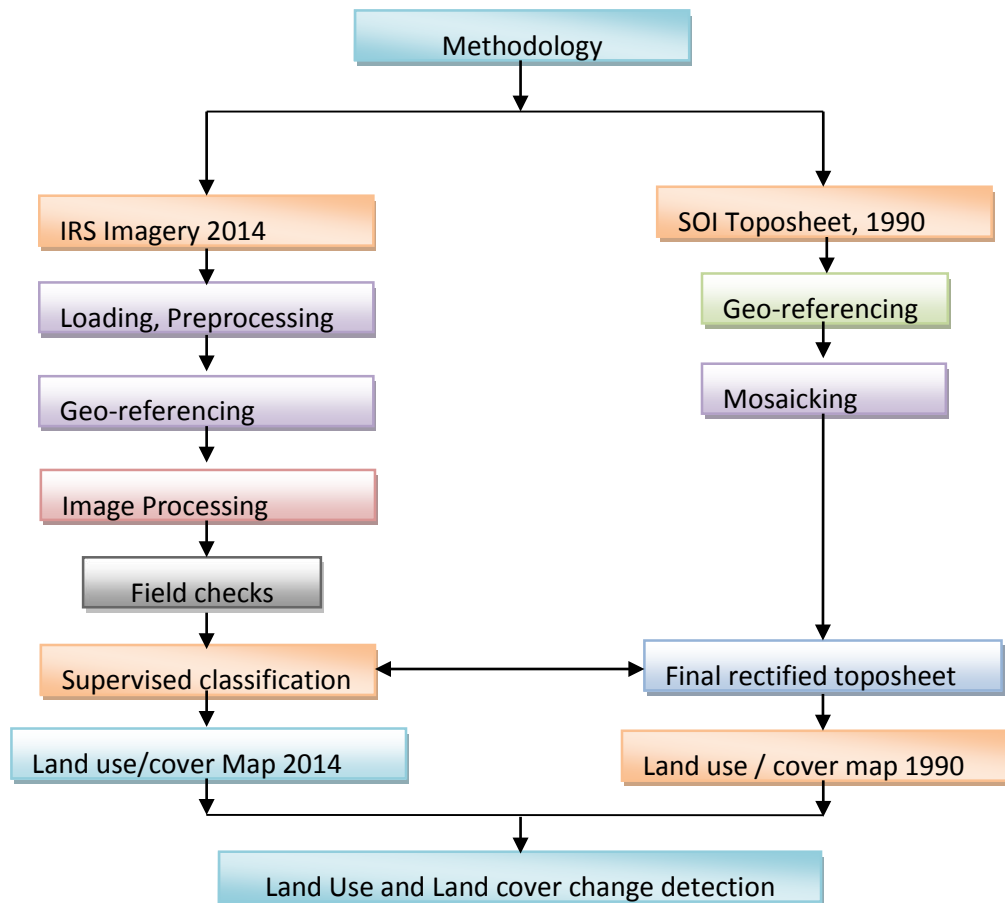 Methodology
IRS Imagery 2014
Loading, Preprocessing
Geo-referencing
Image Processing
Field checks
Supervised classification
Land use/cover Map 2014
SOI Toposheet, 1990
Geo-referencing
Mosaicking
Final rectified toposheet
Land use / cover map 1990
Land Use and Land cover change detection